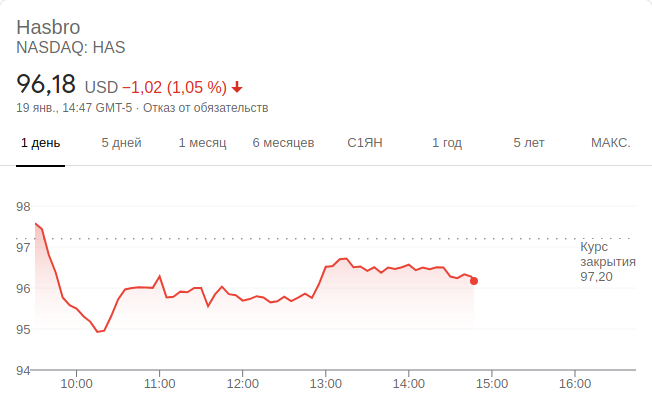 Hasbro
NASDAQ: HAS
96,18 USD −1,02 (1,05 %)
19 янв., 14:47 GMT-5 · Отказ от обязательств
1 день 5 дней 1 месяц 6 месяцев С1ЯН 1 год 5 лет МАКС.
98
97
96
95
94
Курс
закрытия
97,20
10:00 11:00 12:00 13:00 14:00 15:00 16:00